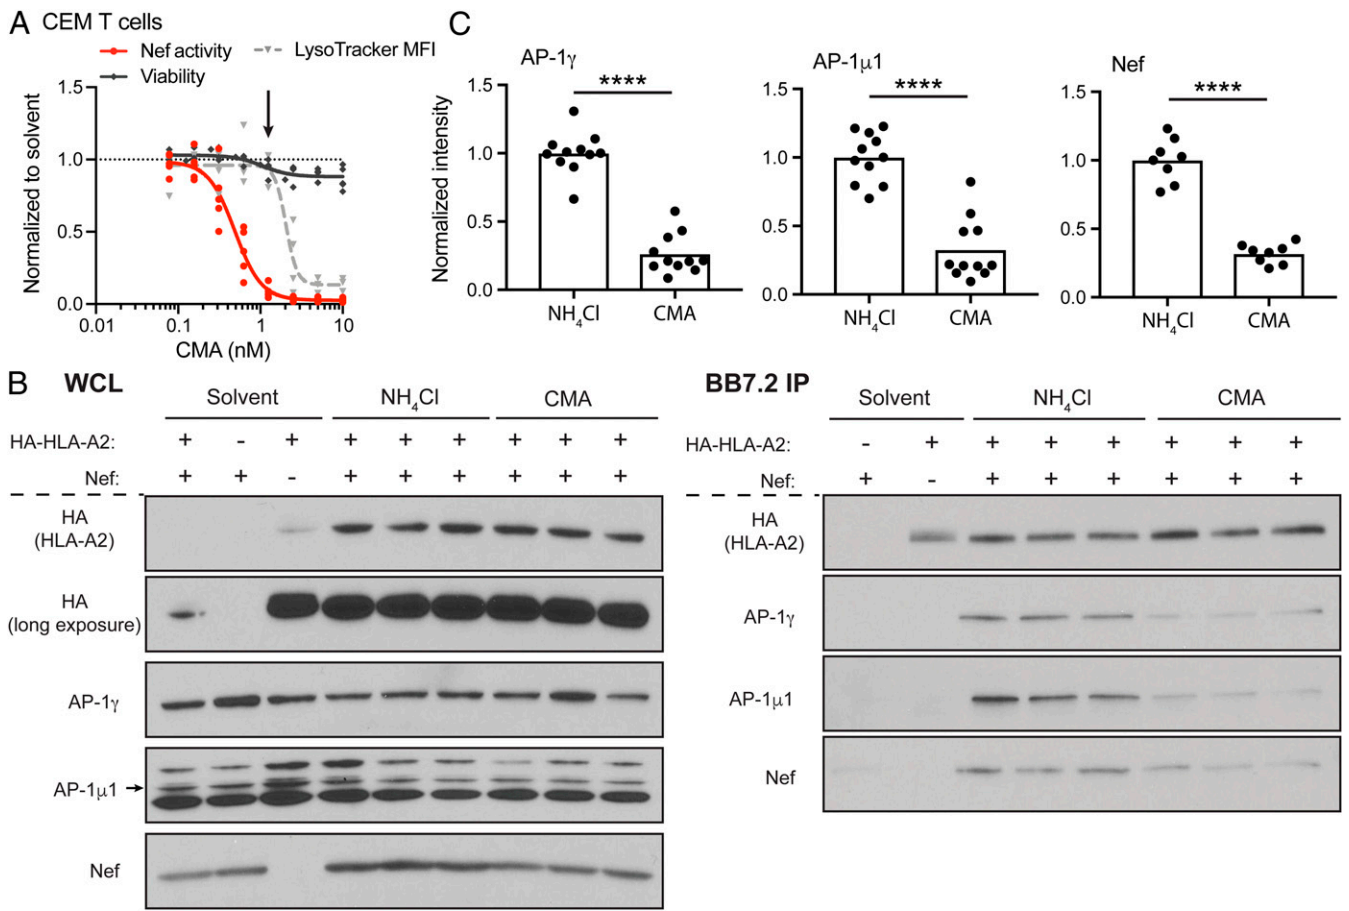 A CEM T cells
Nef activity
LysoTracker MFI
Viability
Normalized to solvent
1.5
1.0
0.5
0.0
0.01
0.1
1
10
CMA (nM)
C
AP-1γ
****
Normalized intensity
1.5
1.0
0.5
0.0
NH4Cl
CMA
AP-1μ1
****
1.5
1.0
0.5
0.0
NH4Cl
CMA
Nef
****
1.5
1.0
0.5
0.0
NH4Cl
CMA
B WCL
Solvent NH4Cl CMA
HA-HLA-A2: + - + + + + + + +
Nef: + + - + + + + + +
HA
(HLA-A2)
HA
(long exposure)
AP-1γ
AP-1μ1
Nef
BB7.2 IP
Solvent NH4Cl CMA
HA-HLA-A2: - + + + + + + +
Nef: + - + + + + + +
HA
(HLA-A2)
AP-1γ
AP-1μ1
Nef